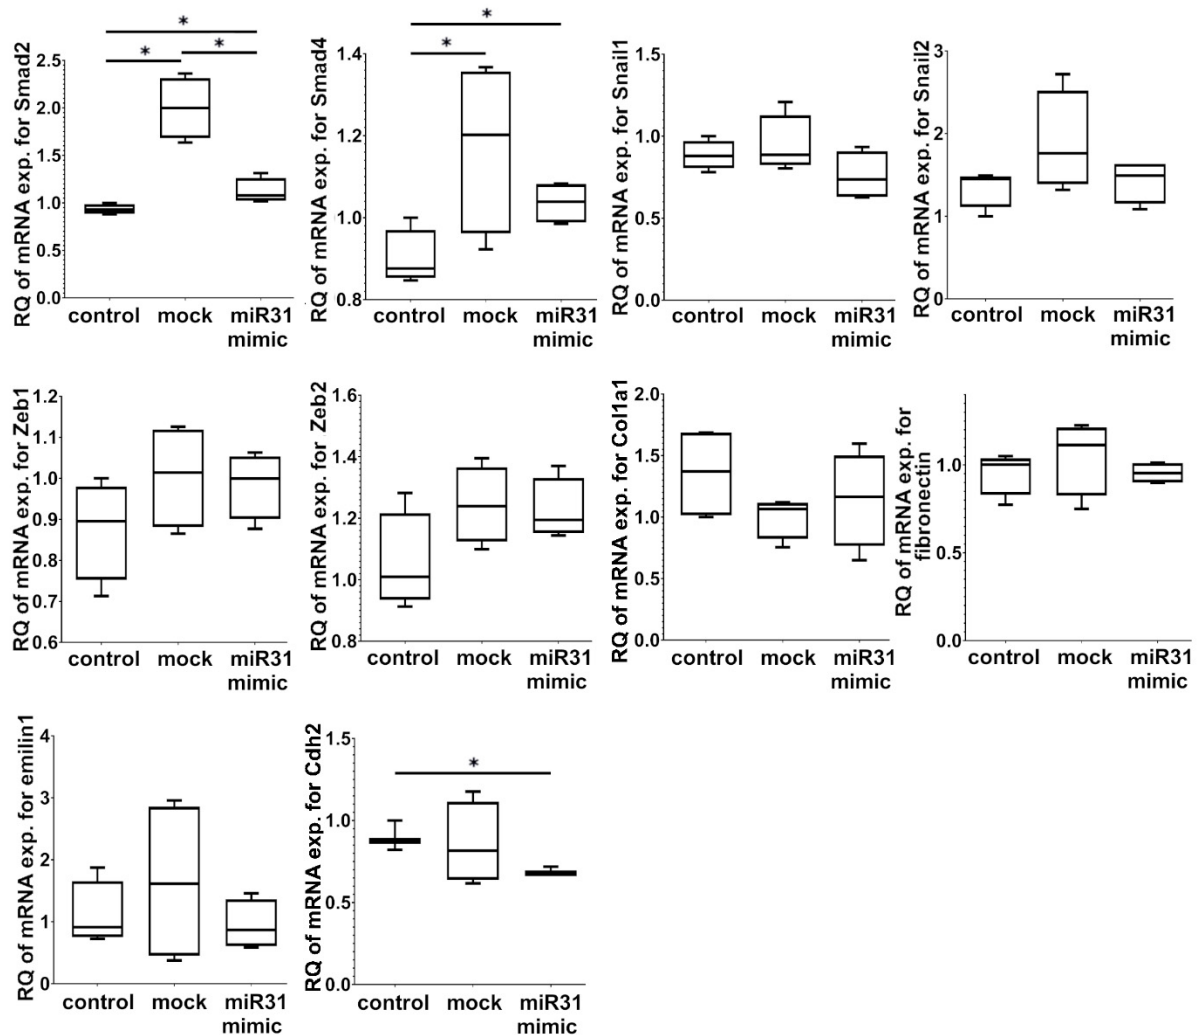 *
*
*
RQ of mRNA exp. for Smad2
2.5
2.0
1.5
1.0
0.5
0.0
control mock miR31
mimic
*
*
RQ of mRNA exp. for Smad4
1.4
1.2
1.0
0.8
control mock miR31
mimic
RQ of mRNA exp. for Snail1
1.5
1.0
0.5
0.0
control mock miR31
mimic
RQ of mRNA exp. for Snail2
3
2
1
0
control mock miR31
mimic
RQ of mRNA exp. for Zeb1
1.2
1.1
1.0
0.9
0.8
0.7
0.6
control mock miR31
mimic
RQ of mRNA exp. for Zeb2
1.6
1.4
1.2
1.0
0.8
control mock miR31
mimic
RQ of mRNA exp. for Col1a1
2.0
1.5
1.0
0.5
0.0
control mock miR31
mimic
RQ of mRNA exp. for
fibronectin
1.0
0.5
0.0
control mock miR31
mimic
RQ of mRNA exp. for emilin1
4
3
2
1
0
control mock miR31
mimic
*
RQ of mRNA exp. for Cdh2
1.5
1.0
0.5
0.0
control mock miR31
mimic